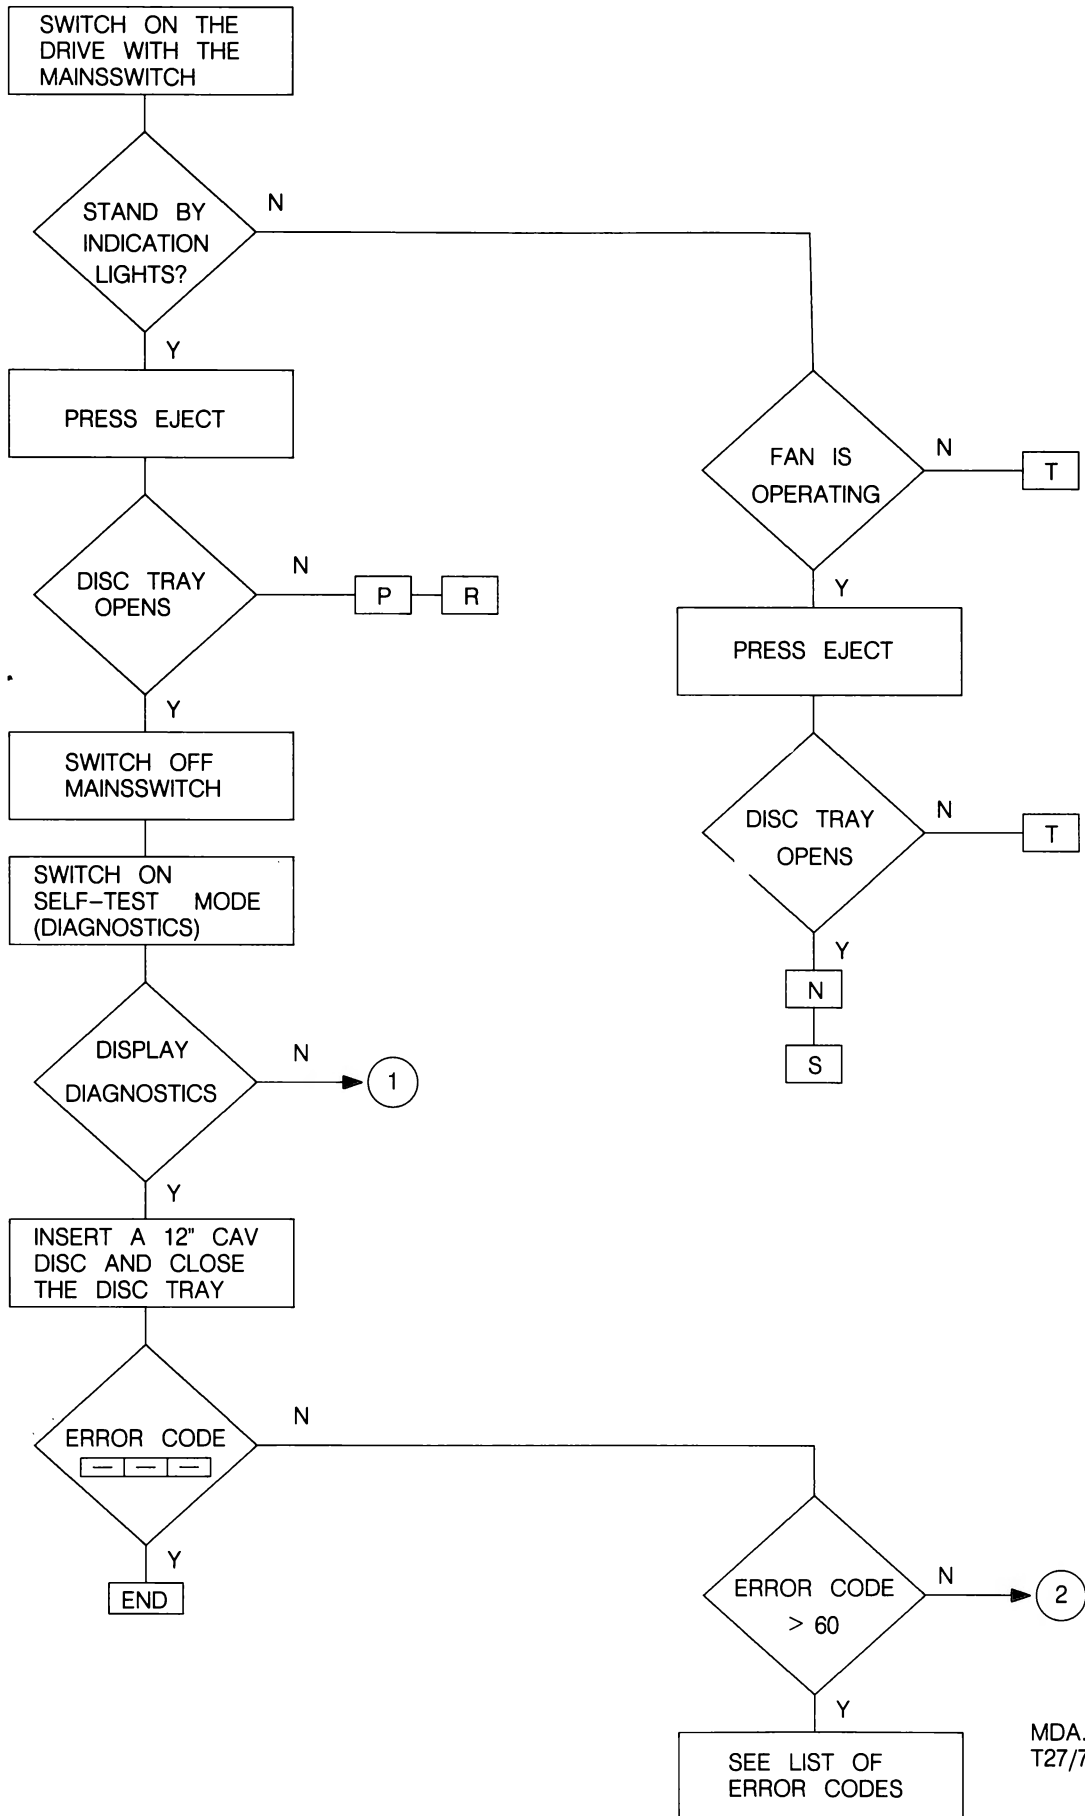 SWITCH ON THE
DRIVE WITH THE
MAINSSWITCH
STAND BY
INDICATION
LIGHTS?
N
Y
PRESS EJECT
DISC TRAY
OPENS
N
P
R
Y
SWITCH OFF
MAINSSWITCH
SWITCH ON
SELF-TEST MODE
(DIAGNOSTICS)
DISPLAY
DIAGNOSTICS
N
1
Y
INSERT A 12" CAV
DISC AND CLOSE
THE DISC TRAY
ERROR CODE
— — —
N
Y
END
FAN IS
OPERATING
N
T
Y
PRESS EJECT
DISC TRAY
OPENS
N
T
Y
N
S
ERROR CODE
> 60
N
2
Y
SEE LIST OF
ERROR CODES
MDA.
T27/7